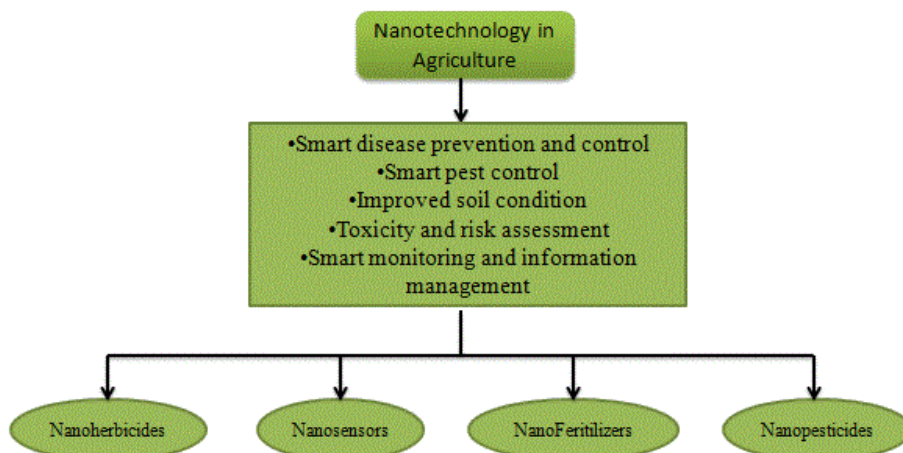 Nanotechnology in
Agriculture
•Smart disease prevention and control
•Smart pest control
•Improved soil condition
•Toxicity and risk assessment
•Smart monitoring and information
management
Nanoherbicides
Nanosensors
NanoFeritilizers
Nanopesticides